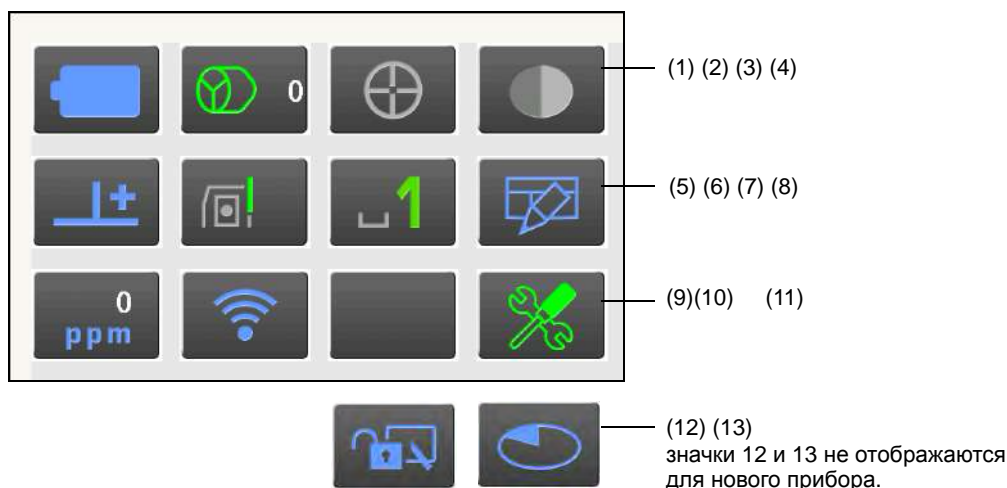 0
(1) (2) (3) (4)
1
(5) (6) (7) (8)
0
ppm
(9)(10) (11)
(12) (13)
значки 12 и 13 не отображаются
для нового прибора.